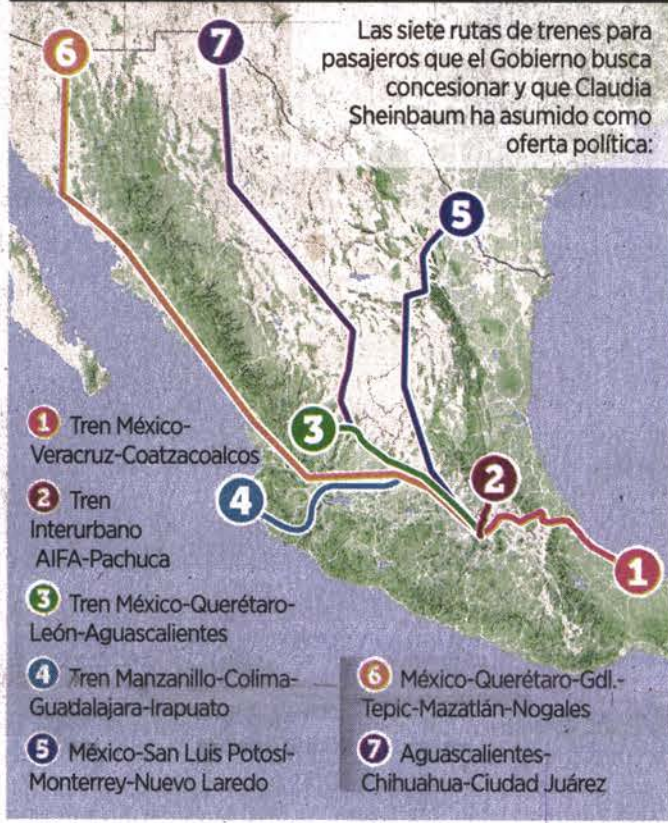 Las siete rutas de trenes para
pasajeros que el Gobierno busca
concesionar y que Claudia
Sheinbaum ha asumido como
oferta política:
6
7
5
3
4
2
1
1 Tren México-
Veracruz-Coatzacoalcos
2 Tren
Interurbano
AIFA-Pachuca
3 Tren México-Querétaro-
León-Aguascalientes
4 Tren Manzanillo-Colima-
Guadalajara-Irapuato
5 México-San Luis Potosí-
Monterrey-Nuevo Laredo
6 México-Querétaro-Gdl.-
Tepic-Mazatlán-Nogales
7 Aguascalientes-
Chihuahua-Ciudad Juárez